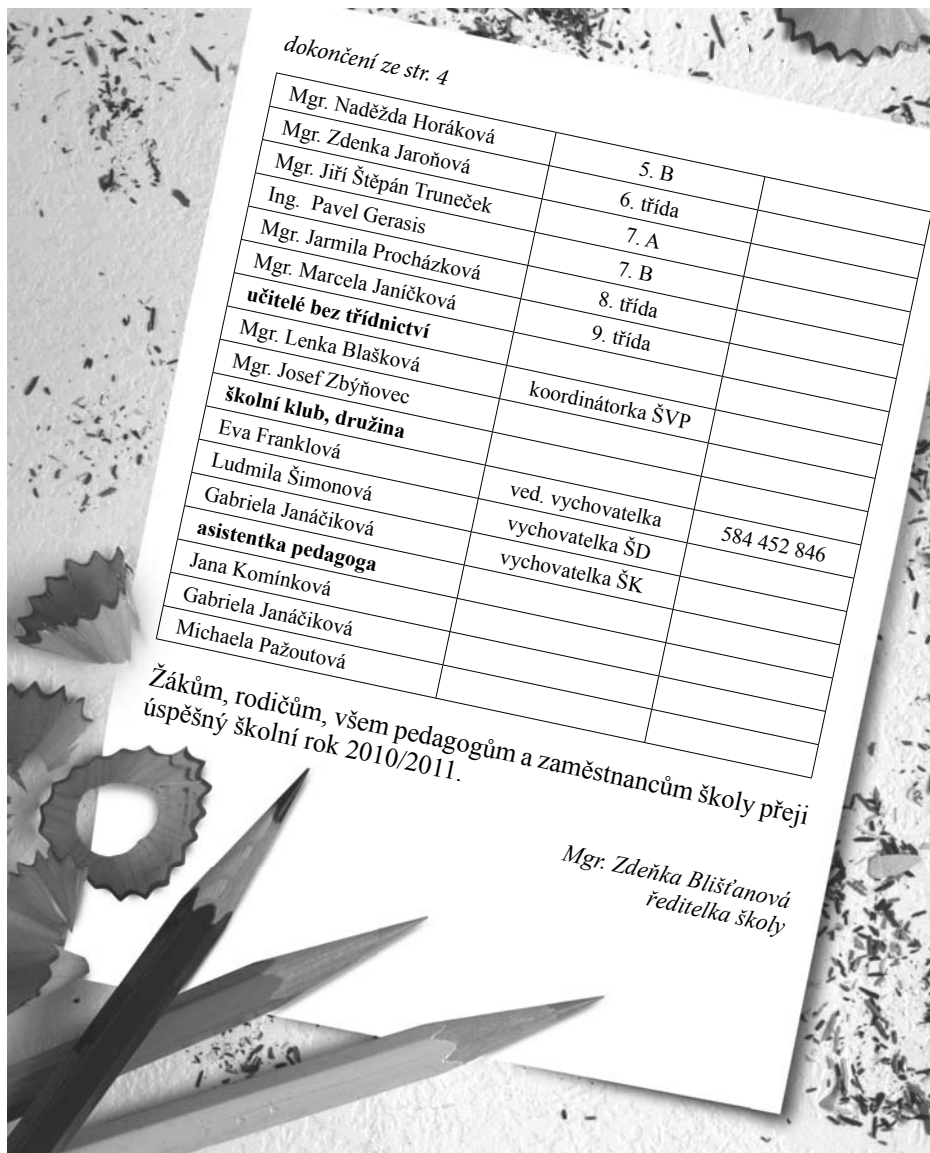 dokončení ze str. 4
Mgr. Naděžda Horáková 5. B
Mgr. Zdenka Jaroňová 6. třída
Mgr. Jiří Štěpán Truneček 7. A
Ing. Pavel Gerasis 7. B
Mgr. Jarmila Procházková 8. třída
Mgr. Marcela Janíčková 9. třída
učitelé bez třídnictví
Mgr. Lenka Blašková koordinátorka ŠVP
Mgr. Josef Zbýňovec
školní klub, družina
Eva Franklová ved. vychovatelka 584 452 846
Ludmila Šimonová vychovatelka ŠD
Gabriela Janáčiková vychovatelka ŠK
asistentka pedagoga
Jana Komínková
Gabriela Janáčiková
Michaela Pažoutová
Žákům, rodičům, všem pedagogům a zaměstnancům školy přeji
úspěšný školní rok 2010/2011.
Mgr. Zdeňka Blišťanová
ředitelka školy